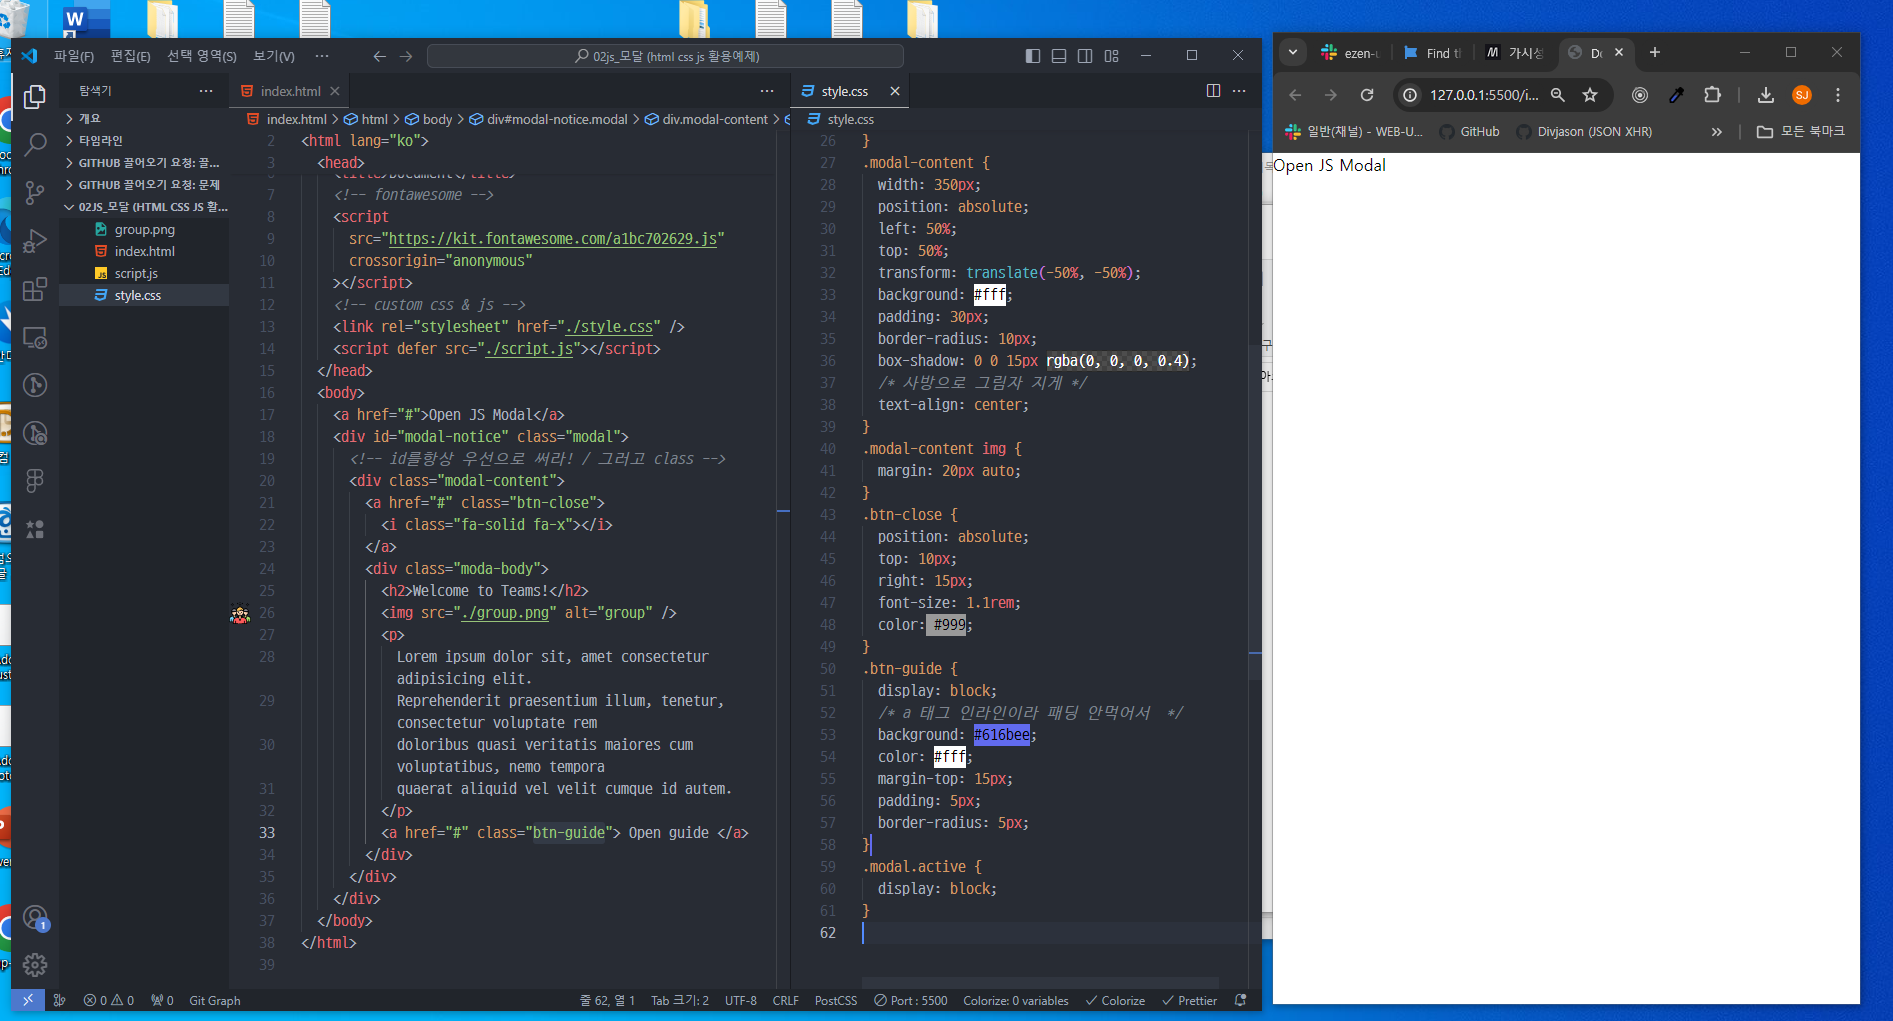 파일(F) 편집(E) 선택 영역(S) 보기(V) ··· 02js_모달 (html css js 활용예제)
탐색기 ···
개요
타임라인
GITHUB 끌어오기 요청: 끌...
GITHUB 끌어오기 요청: 문제
02JS_모달 (HTML CSS JS 활...
group.png
index.html
script.js
style.css
index.html
index.html > html > body > div#modal-notice.modal > div.modal-content >
2 <html lang="ko">
3 <head>
7 <!-- fontawesome -->
8 <script
9 src="https://kit.fontawesome.com/a1bc702629.js"
10 crossorigin="anonymous"
11 ></script>
12 <!-- custom css & js -->
13 <link rel="stylesheet" href="./style.css" />
14 <script defer src="./script.js"></script>
15 </head>
16 <body>
17 <a href="#">Open JS Modal</a>
18 <div id="modal-notice" class="modal">
19 <!-- id를항상 우선으로 써라! / 그러고 class -->
20 <div class="modal-content">
21 <a href="#" class="btn-close">
22 <i class="fa-solid fa-x"></i>
23 </a>
24 <div class="moda-body">
25 <h2>Welcome to Teams!</h2>
26 <img src="./group.png" alt="group" />
27 <p>
28 Lorem ipsum dolor sit, amet consectetur
adipisicing elit.
29 Reprehenderit praesentium illum, tenetur,
consectetur voluptate rem
30 doloribus quasi veritatis maiores cum
voluptatibus, nemo tempora
31 quaerat aliquid vel velit cumque id autem.
32 </p>
33 <a href="#" class="btn-guide"> Open guide </a>
34 </div>
35 </div>
36 </div>
37 </body>
38 </html>
39
style.css
style.css
26 }
27 .modal-content {
28 width: 350px;
29 position: absolute;
30 left: 50%;
31 top: 50%;
32 transform: translate(-50%, -50%);
33 background: #fff;
34 padding: 30px;
35 border-radius: 10px;
36 box-shadow: 0 0 15px rgba(0, 0, 0, 0.4);
37 /* 사방으로 그림자 지게 */
38 text-align: center;
39 }
40 .modal-content img {
41 margin: 20px auto;
42 }
43 .btn-close {
44 position: absolute;
45 top: 10px;
46 right: 15px;
47 font-size: 1.1rem;
48 color: #999;
49 }
50 .btn-guide {
51 display: block;
52 /* a 태그 인라인이라 패딩 안먹어서 */
53 background: #616bee;
54 color: #fff;
55 margin-top: 15px;
56 padding: 5px;
57 border-radius: 5px;
58 }
59 .modal.active {
60 display: block;
61 }
62
0 0 0 Git Graph 줄 62, 열 1 Tab 크기: 2 UTF-8 CRLF PostCSS Port : 5500 Colorize: 0 variables Colorize Prettier
ezen-u Find th 가시성 Do
127.0.0.1:5500/i... SJ
일반(채널) - WEB-U... GitHub Divjason (JSON XHR) » 모든 북마크
Open JS Modal